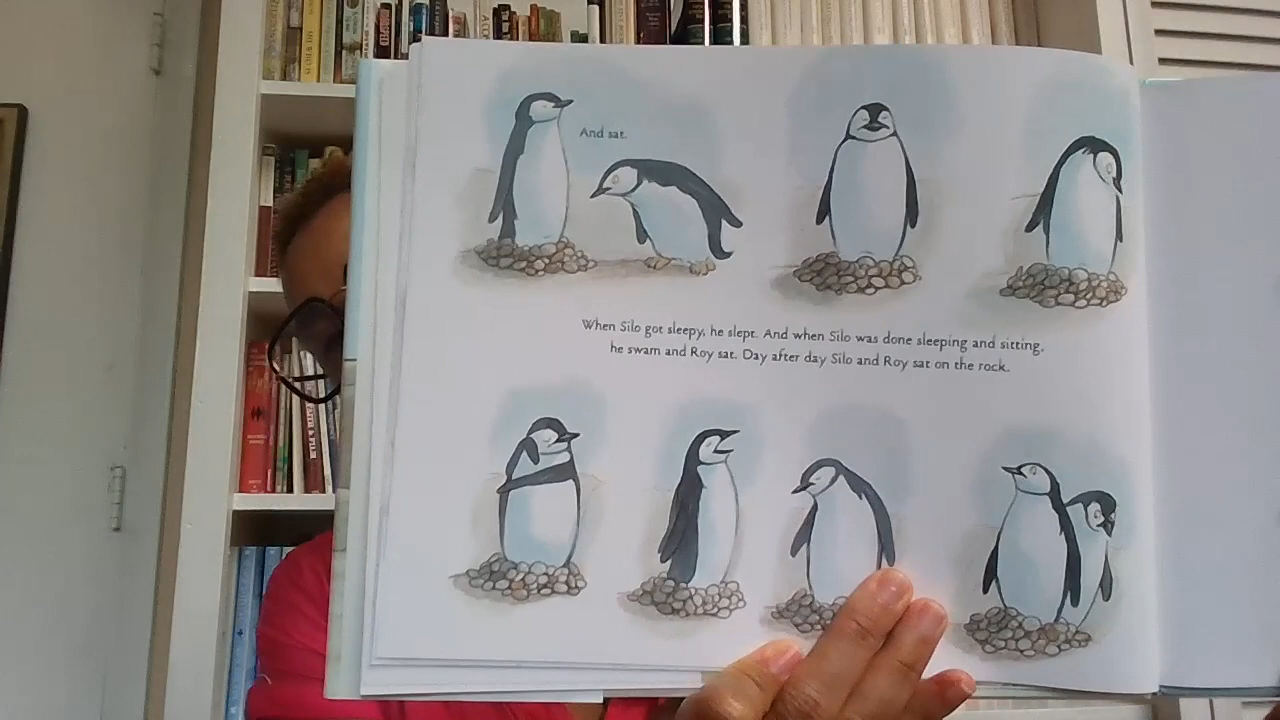 And sat.
When Silo got sleepy, he slept. And when Silo was done sleeping and sitting,
he swam and Roy sat. Day after day Silo and Roy sat on the rock.